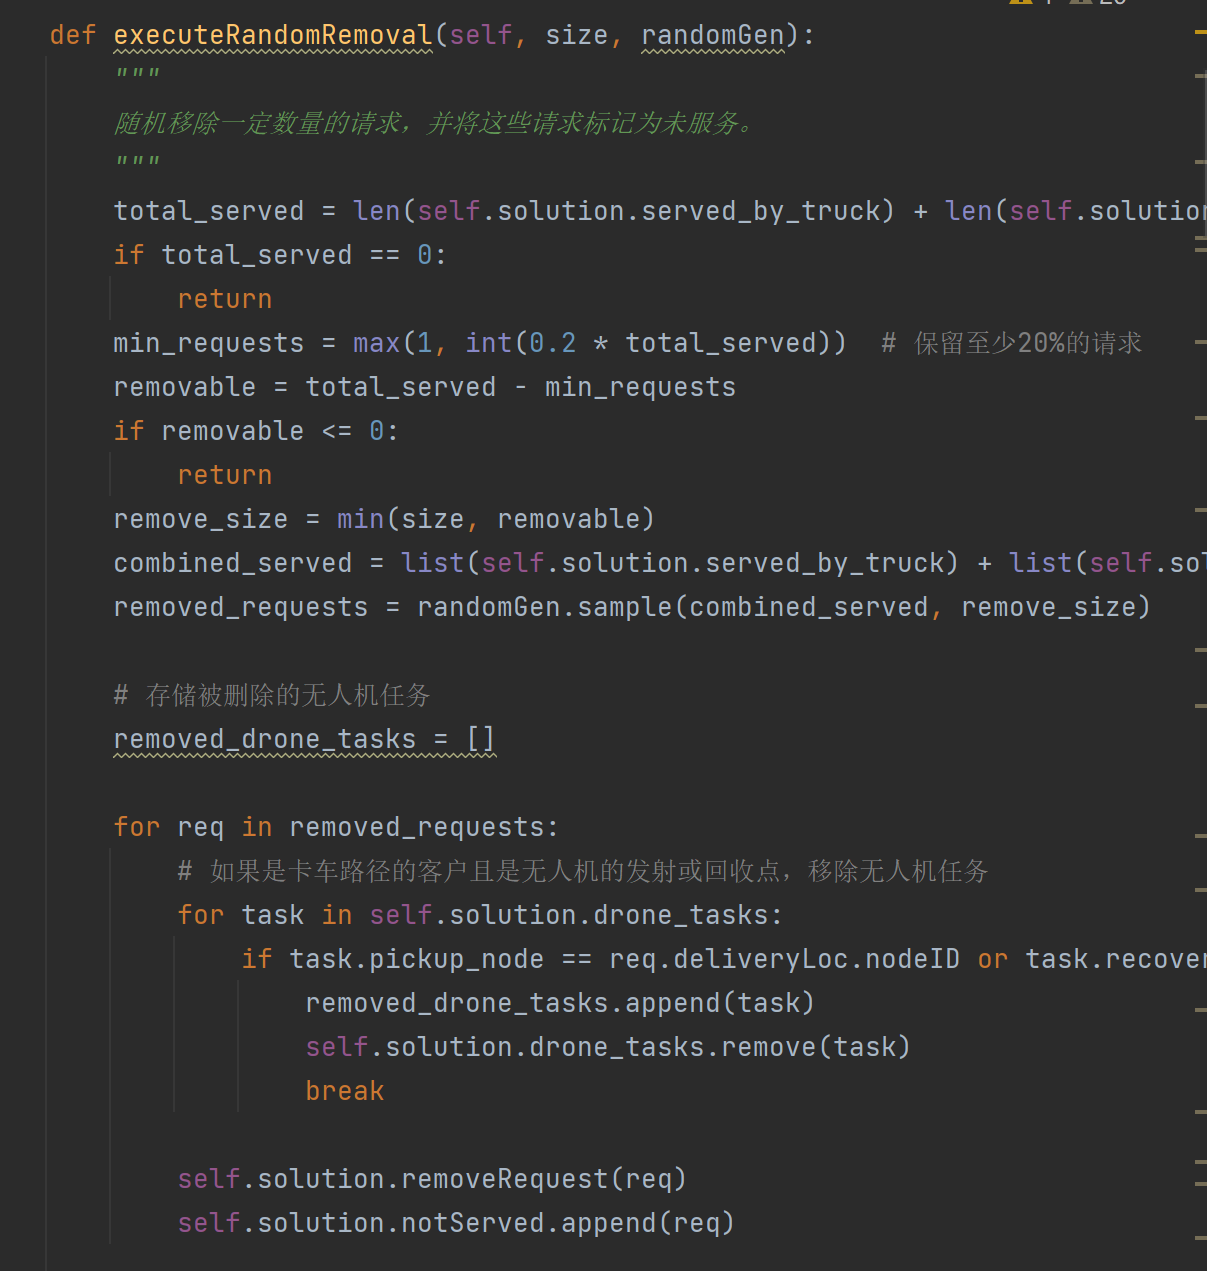 def executeRandomRemoval(self, size, randomGen):
"""
随机移除一定数量的请求，并将这些请求标记为未服务。
"""
total_served = len(self.solution.served_by_truck) + len(self.solution
if total_served == 0:
return
min_requests = max(1, int(0.2 * total_served))  # 保留至少20%的请求
removable = total_served - min_requests
if removable <= 0:
return
remove_size = min(size, removable)
combined_served = list(self.solution.served_by_truck) + list(self.sol
removed_requests = randomGen.sample(combined_served, remove_size)
# 存储被删除的无人机任务
removed_drone_tasks = []
for req in removed_requests:
# 如果是卡车路径的客户且是无人机的发射或回收点，移除无人机任务
for task in self.solution.drone_tasks:
if task.pickup_node == req.deliveryLoc.nodeID or task.recover
removed_drone_tasks.append(task)
self.solution.drone_tasks.remove(task)
break
self.solution.removeRequest(req)
self.solution.notServed.append(req)